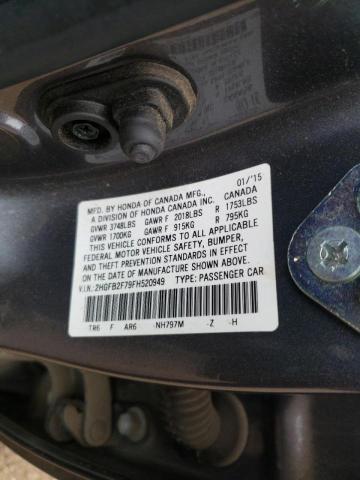 MFD. BY HONDA OF CANADA MFG., 01/'15
A DIVISION OF HONDA CANADA INC. CANADA
GVWR 3748LBS GAWR F 2018LBS R 1753LBS
GVWR 1700KG GAWR F 915KG R 795KG
THIS VEHICLE CONFORMS TO ALL APPLICABLE
FEDERAL MOTOR VEHICLE SAFETY, BUMPER,
AND THEFT PREVENTION STANDARDS IN EFFECT
ON THE DATE OF MANUFACTURE SHOWN ABOVE.
V.I.N.: 2HGFB2F79FH520949 TYPE: PASSENGER CAR
TR6 F AR6 -NH797M -Z -H